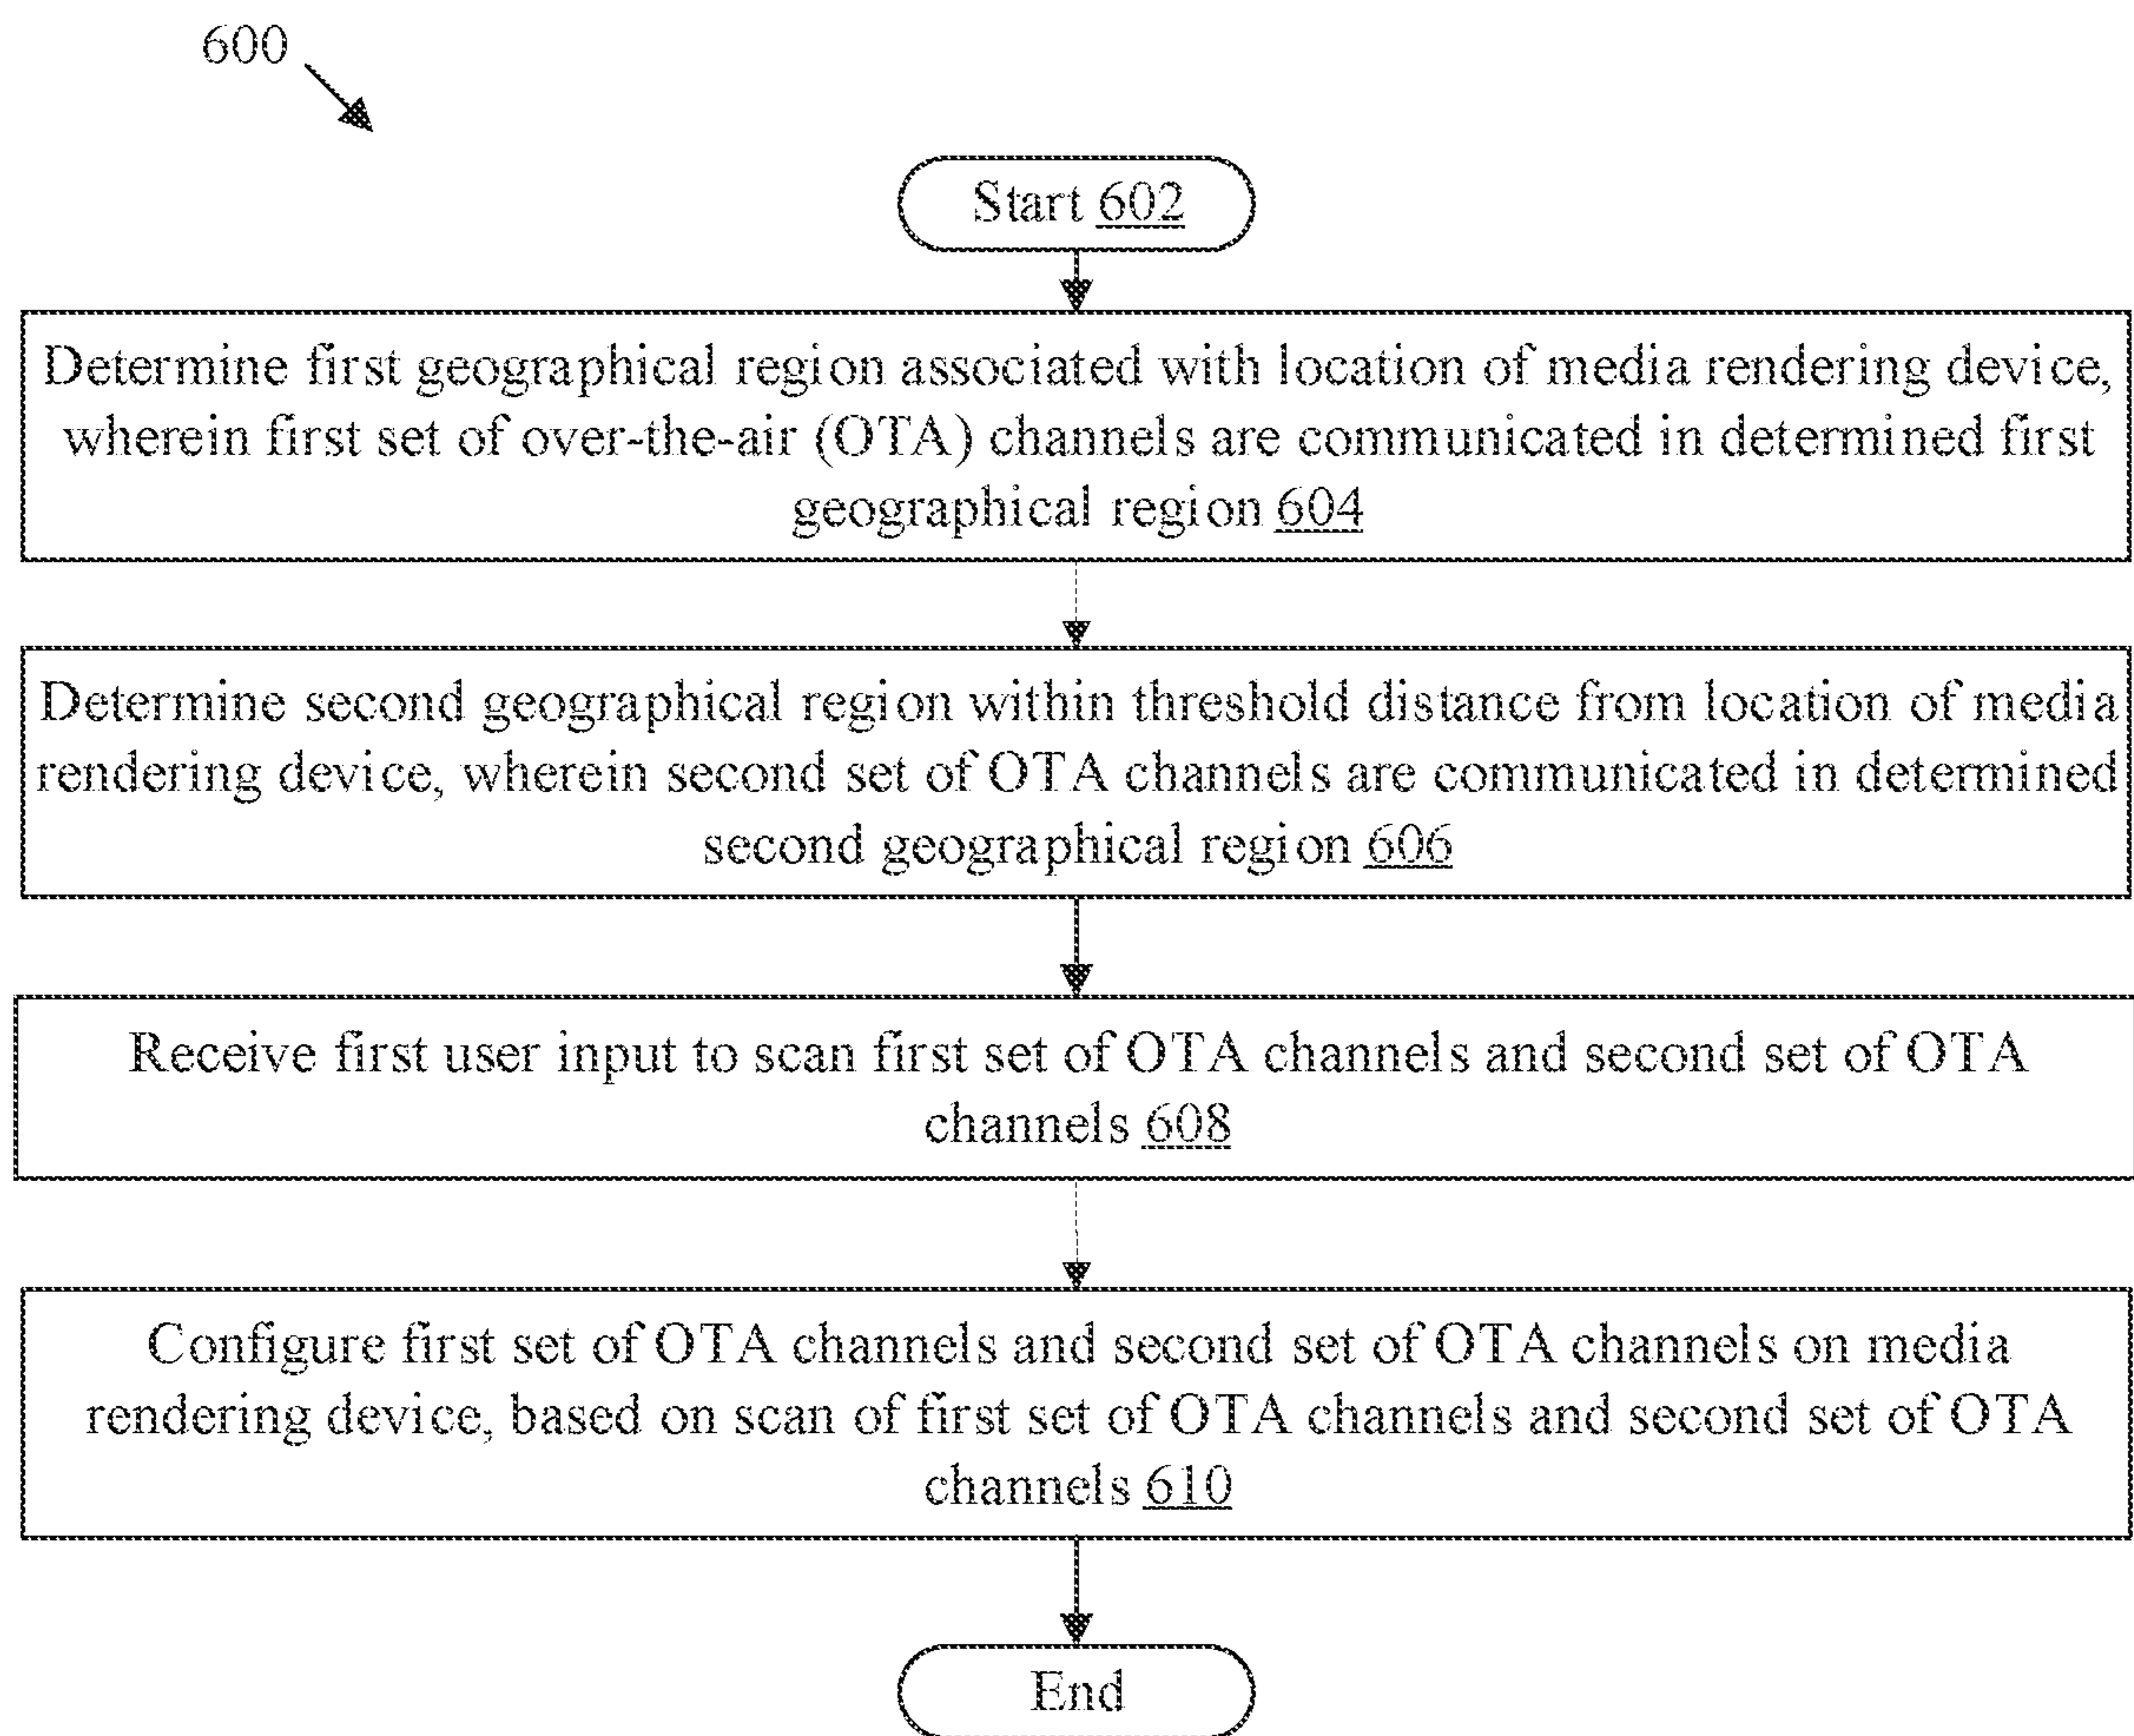 600
Start 602
Determine first geographical region associated with location of media rendering device,
wherein first set of over-the-air (OTA) channels are communicated in determined first
geographical region 604
Determine second geographical region within threshold distance from location of media
rendering device, wherein second set of OTA channels are communicated in determined
second geographical region 606
Receive first user input to scan first set of OTA channels and second set of OTA
channels 608
Configure first set of OTA channels and second set of OTA channels on media
rendering device, based on scan of first set of OTA channels and second set of OTA
channels 610
End